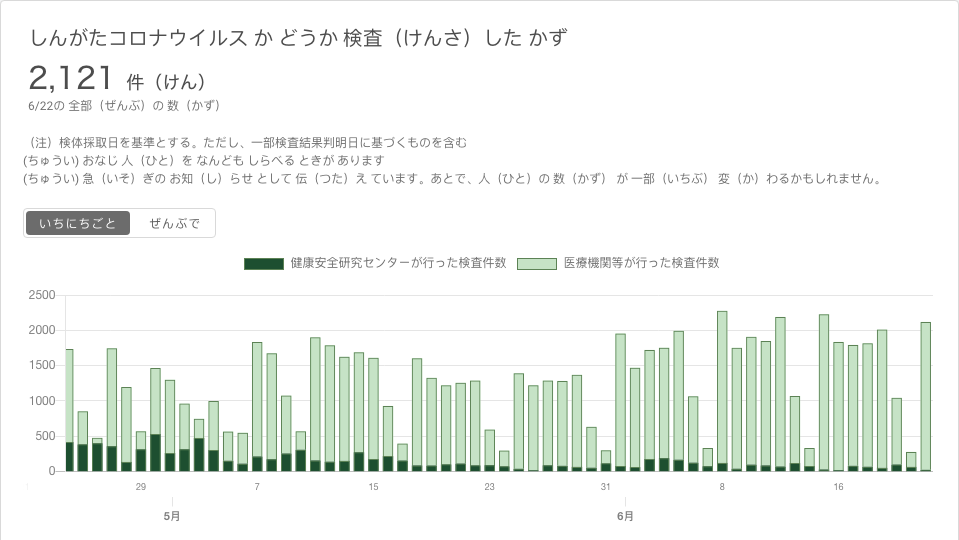 しんがたコロナウイルス か どうか 検査（けんさ）した かず
2,121 件（けん）
6/22の 全部（ぜんぶ）の 数（かず）
（注）検体採取日を基準とする。ただし、一部検査結果判明日に基づくものを含む
(ちゅうい) おなじ 人（ひと）を なんども しらべる ときが あります
(ちゅうい) 急（いそ）ぎの お知（し）らせ として 伝（つた）え ています。あとで、人（ひと）の 数（かず） が 一部（いちぶ） 変（か）わるかもしれません。
いちにちごと ぜんぶで
健康安全研究センターが行った検査件数 医療機関等が行った検査件数
2500
2000
1500
1000
500
0
29 7 15 23 31 8 16
5月 6月